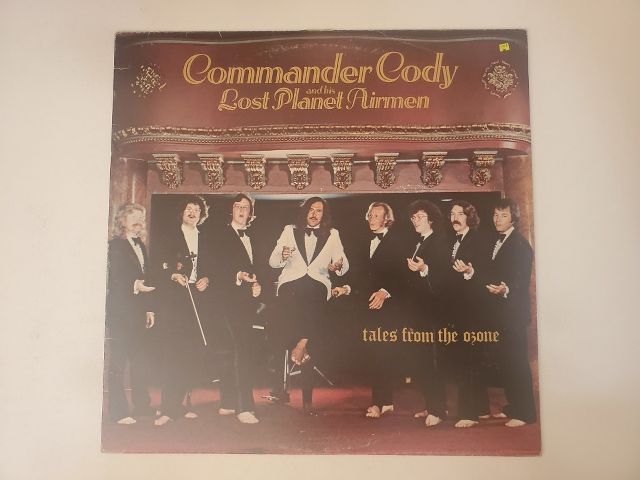 Commander Cody
and his
Lost Planet Airmen
tales from the ozone